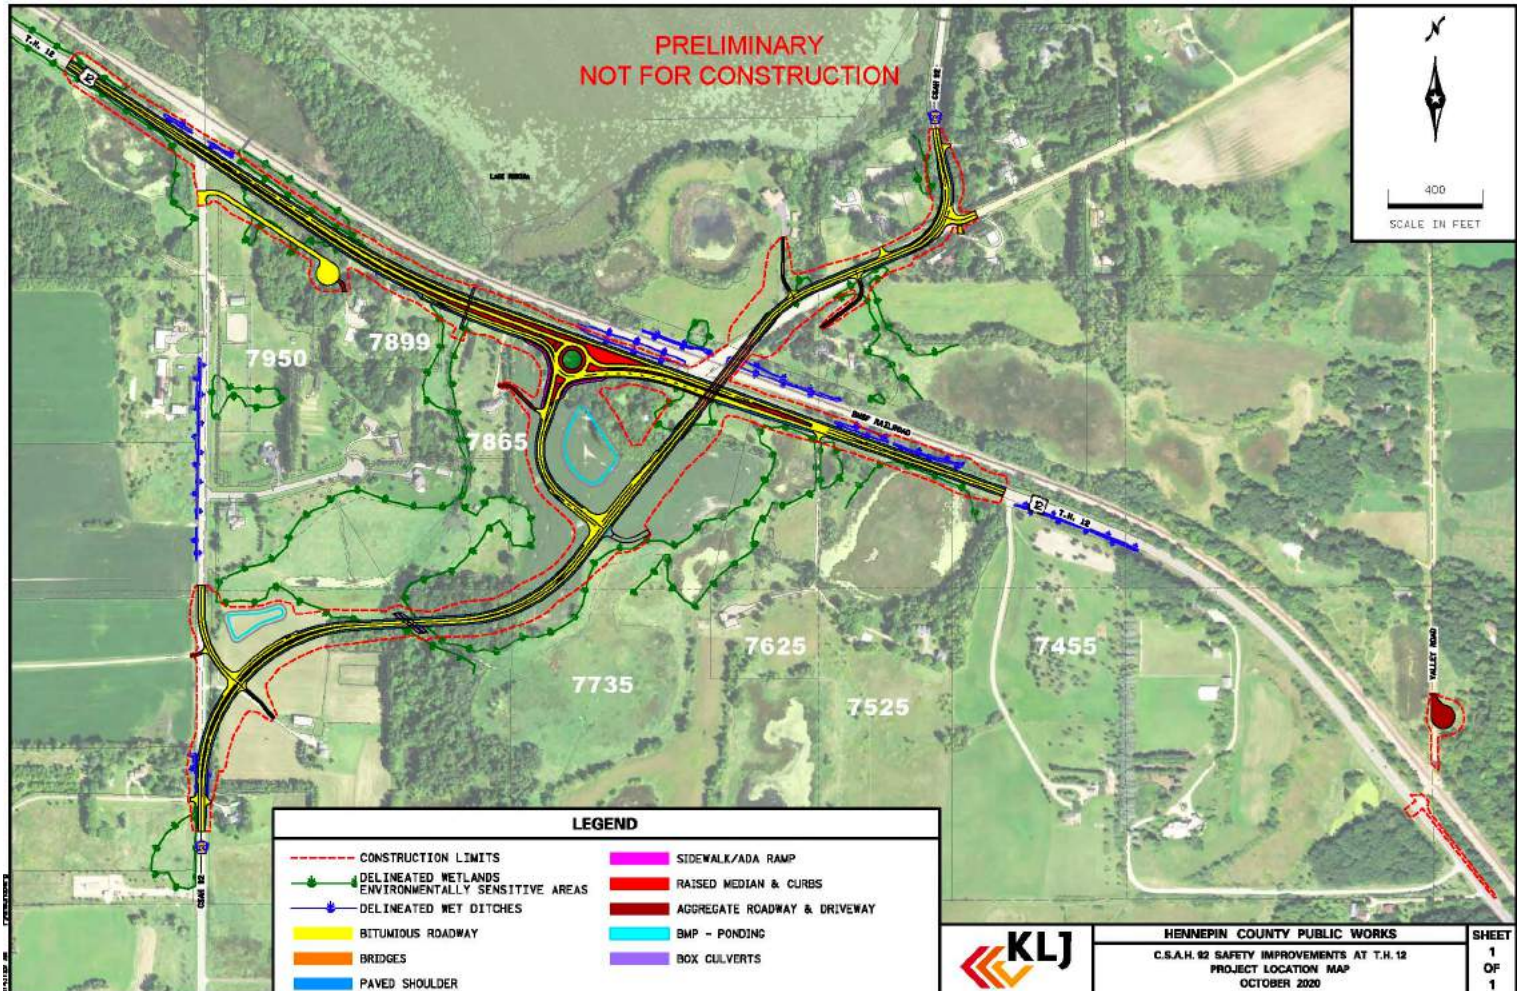 PRELIMINARY
NOT FOR CONSTRUCTION
N
400
SCALE IN FEET
T.H. 12
12
CSAH 92
7950
7899
7865
BNSF RAILROAD
12
T.H. 12
7735
7625
7525
7455
VALLEY ROAD
CSAH 92
LEGEND
CONSTRUCTION LIMITS
DELINEATED WETLANDS
ENVIRONMENTALLY SENSITIVE AREAS
DELINEATED WET DITCHES
BITUMIOUS ROADWAY
BRIDGES
PAVED SHOULDER
SIDEWALK/ADA RAMP
RAISED MEDIAN & CURBS
AGGREGATE ROADWAY & DRIVEWAY
BMP - PONDING
BOX CULVERTS
KLJ
HENNEPIN COUNTY PUBLIC WORKS
C.S.A.H. 92 SAFETY IMPROVEMENTS AT T.H. 12
PROJECT LOCATION MAP
OCTOBER 2020
SHEET
1
OF
1